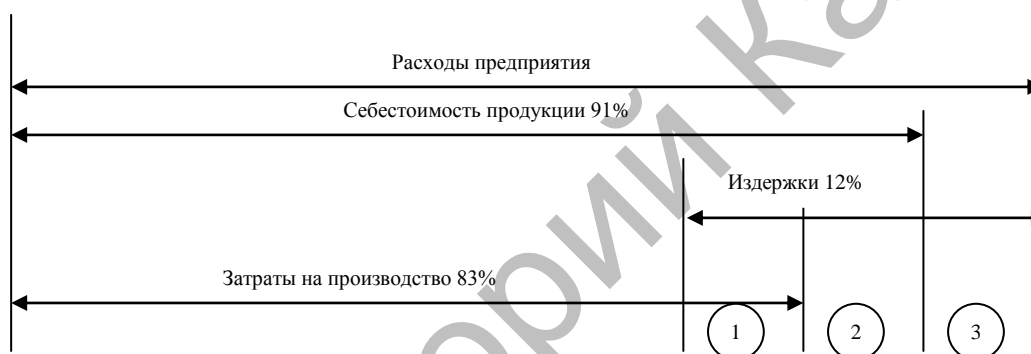 Расходы предприятия
Себестоимость продукции 91%
Издержки 12%
Затраты на производство 83%
1 2 3